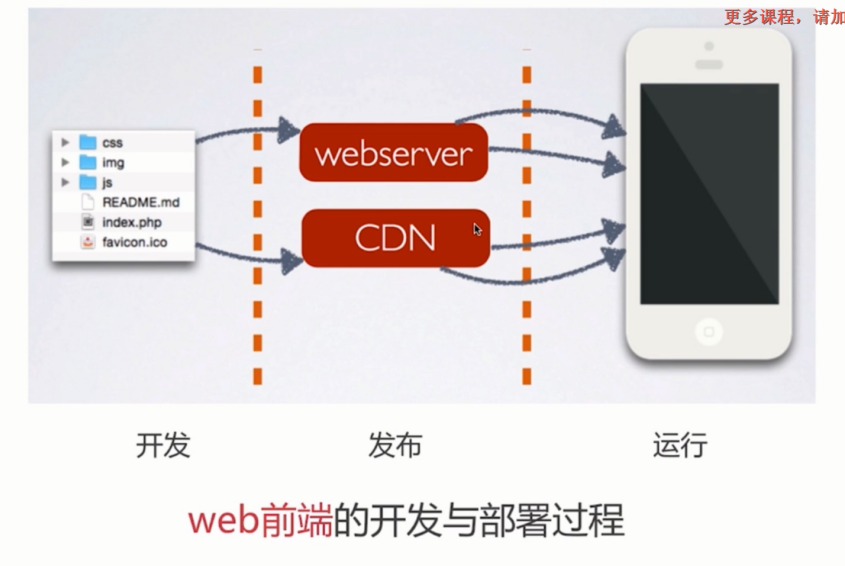 更多课程，请加
css
img
js
README.md
index.php
favicon.ico
webserver
CDN
开发
发布
运行
web前端的开发与部署过程